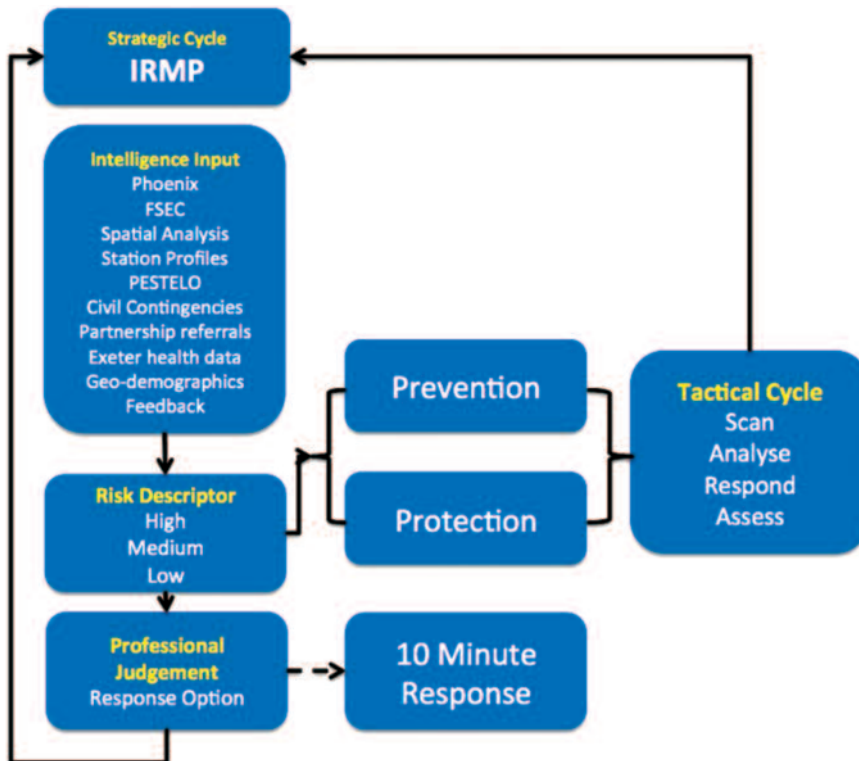 Strategic Cycle
IRMP
Intelligence Input
Phoenix
FSEC
Spatial Analysis
Station Profiles
PESTELO
Civil Contingencies
Partnership referrals
Exeter health data
Geo-demographics
Feedback
Risk Descriptor
High
Medium
Low
Professional
Judgement
Response Option
Prevention
Protection
10 Minute
Response
Tactical Cycle
Scan
Analyse
Respond
Assess